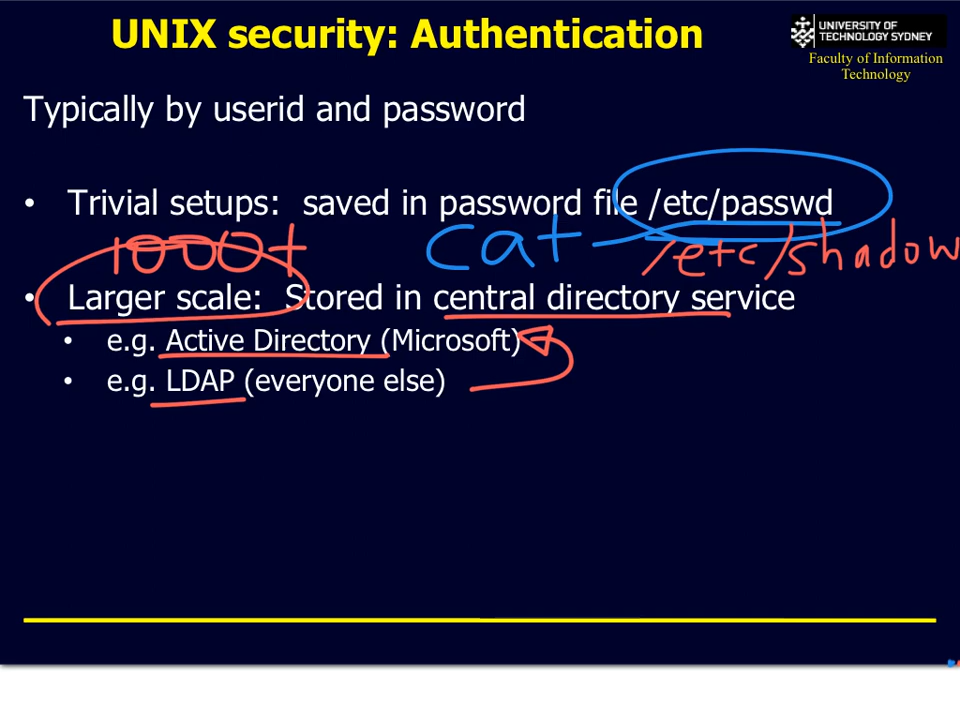 UNIX security: Authentication
UNIVERSITY OF
TECHNOLOGY SYDNEY
Faculty of Information
Technology
Typically by userid and password
• Trivial setups: saved in password file /etc/passwd
1000+
cat
/etc/shadow
• Larger scale: Stored in central directory service
• e.g. Active Directory (Microsoft)
• e.g. LDAP (everyone else)